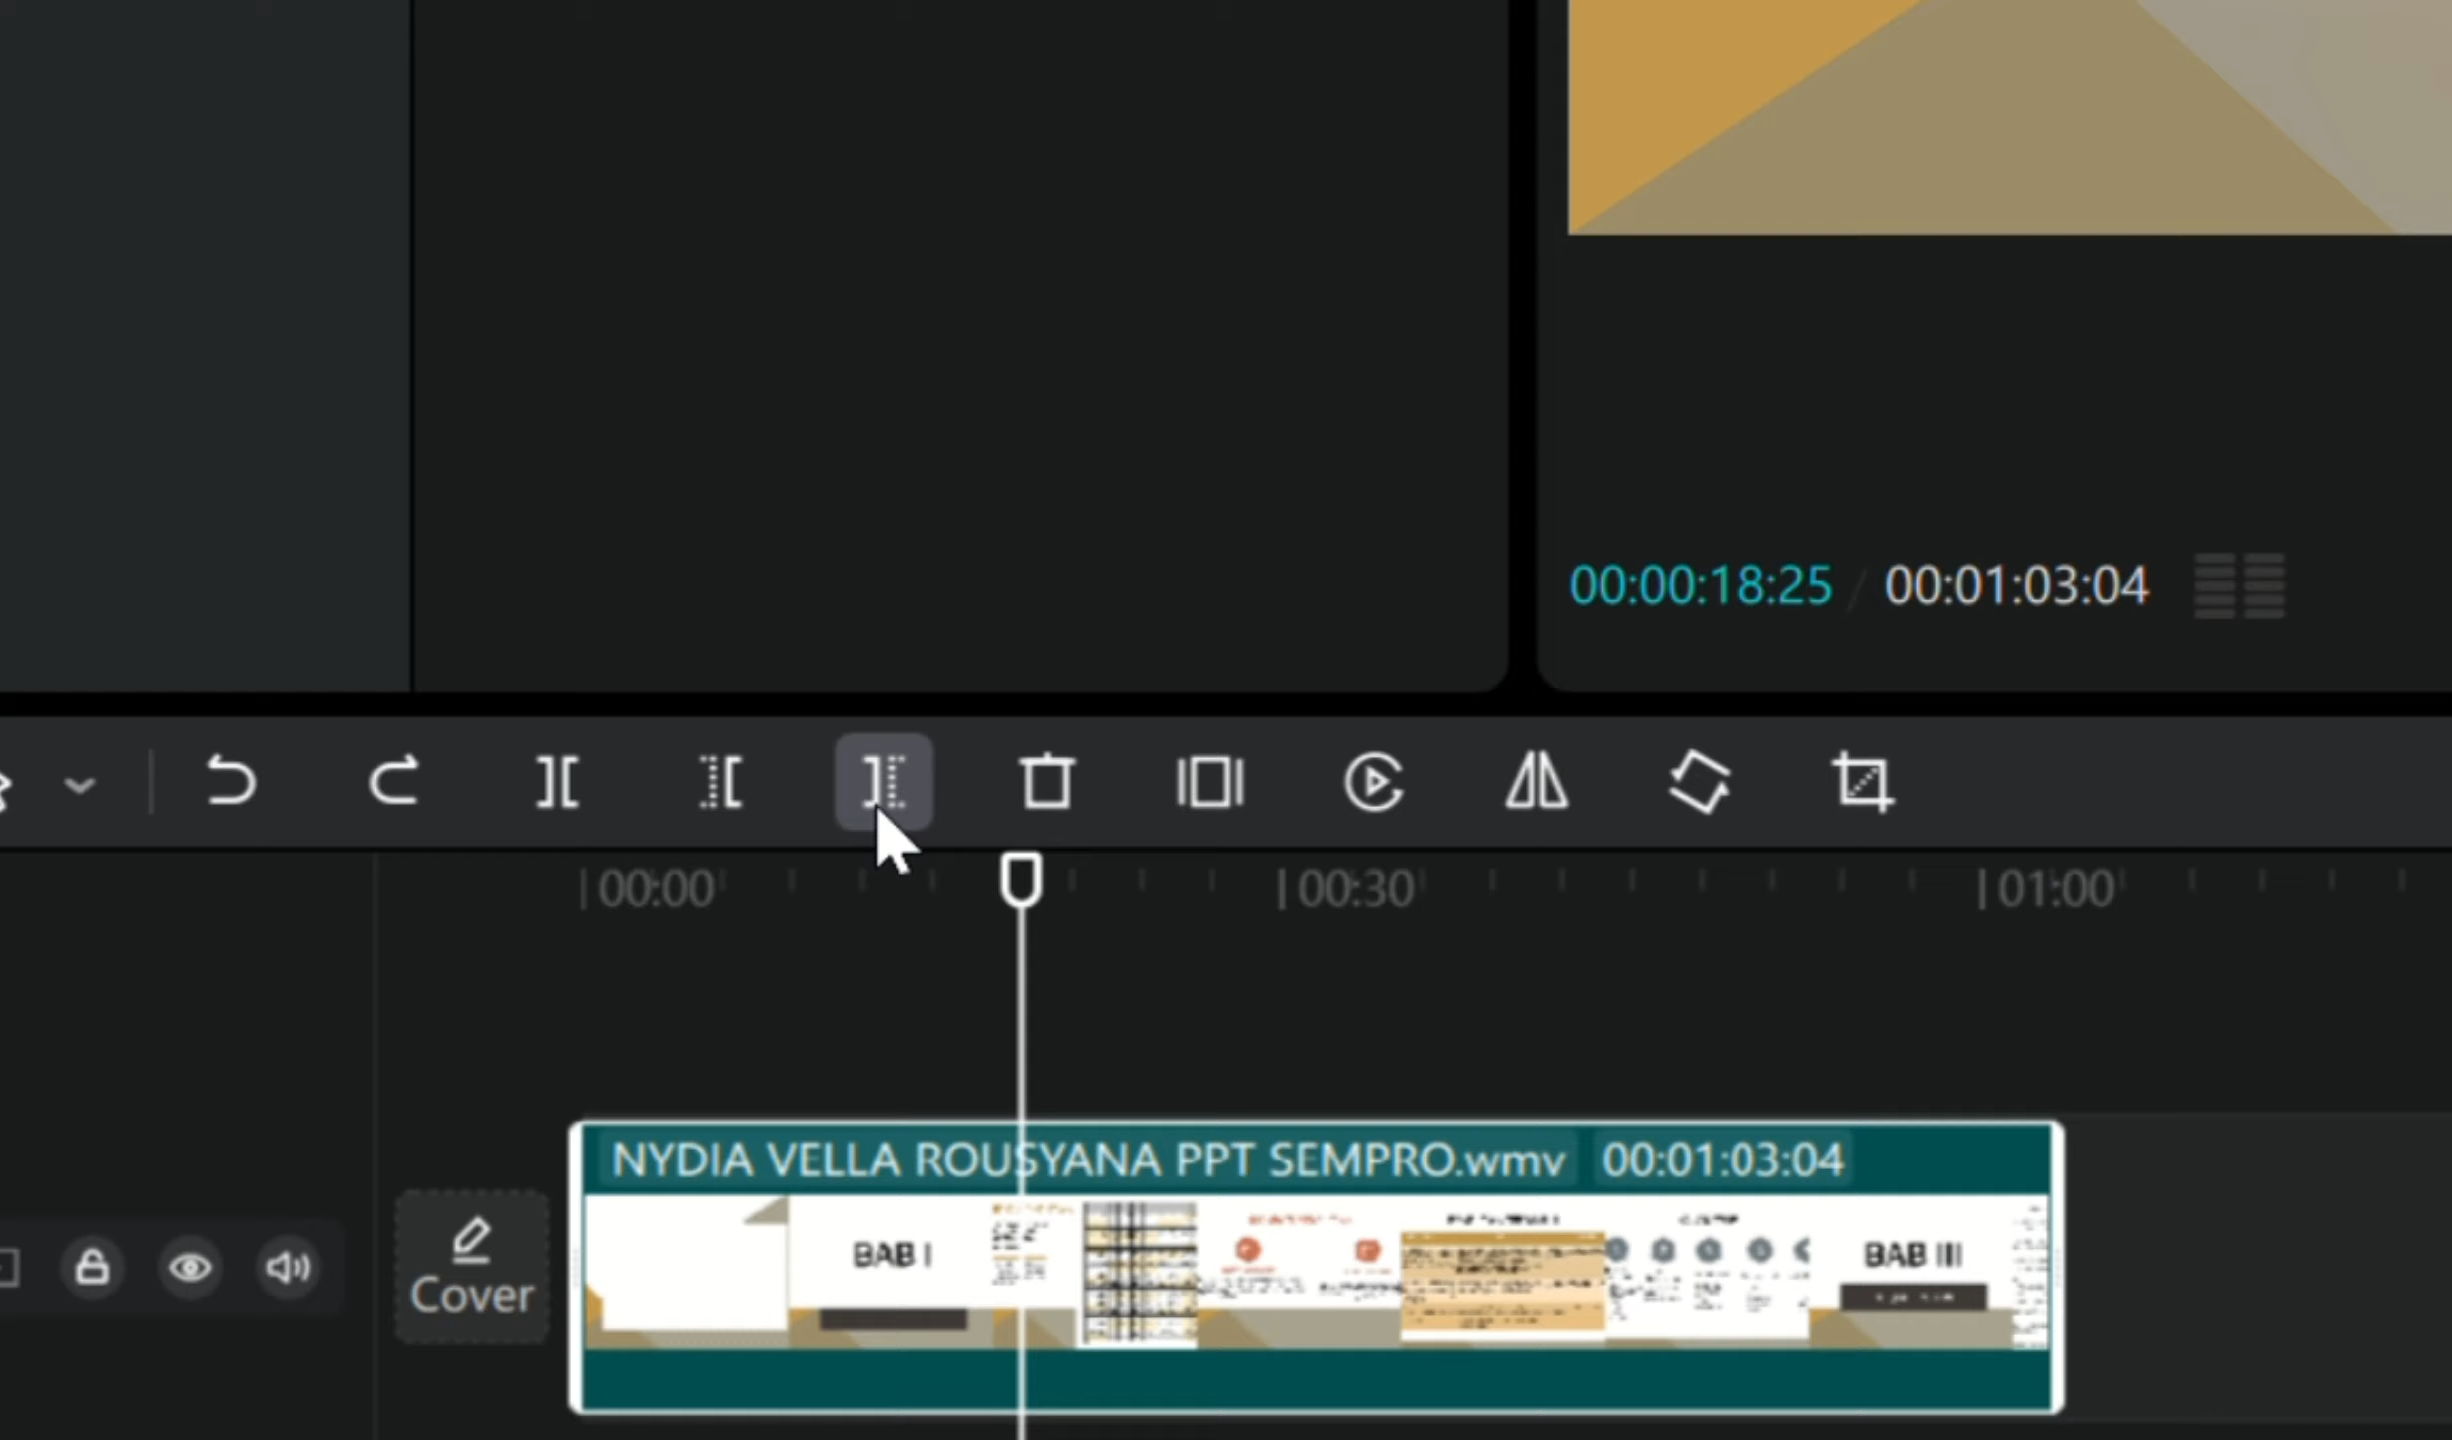 00:00:18:25 / 00:01:03:04
00:00 00:30 01:00
NYDIA VELLA ROUSYANA PPT SEMPRO.wmv 00:01:03:04
Cover
BAB I
BAB III